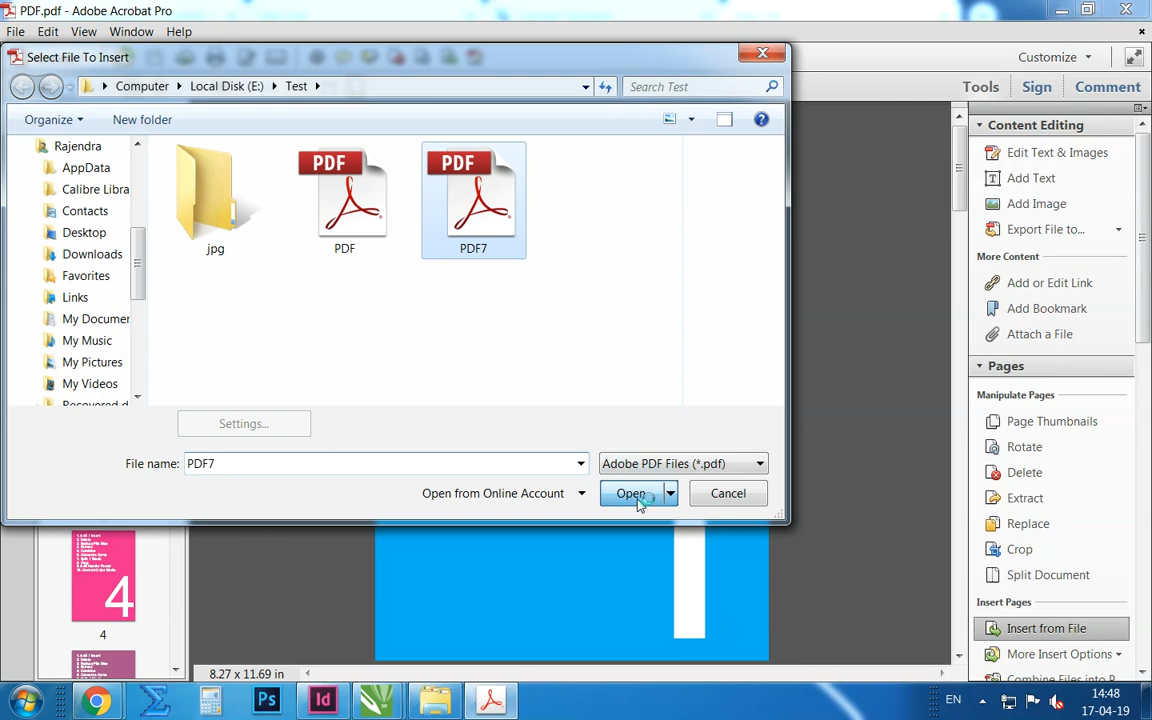 PDF.pdf - Adobe Acrobat Pro
File Edit View Window Help
Select File To Insert
Customize
Computer Local Disk (E:) Test
Search Test
Tools Sign Comment
Organize New folder
Content Editing
Rajendra
AppData
Calibre Libra
Contacts
Desktop
Downloads
Favorites
Links
My Documer
My Music
My Pictures
My Videos
jpg
PDF
PDF
PDF
PDF7
Edit Text & Images
Add Text
Add Image
Export File to...
More Content
Add or Edit Link
Add Bookmark
Attach a File
Pages
Manipulate Pages
Page Thumbnails
Rotate
Delete
Extract
Replace
Crop
Split Document
Insert Pages
Insert from File
More Insert Options
Settings...
File name: PDF7
Adobe PDF Files (*.pdf)
Open from Online Account
Open
Cancel
4
4
8.27 x 11.69 in
Ps
Id
EN
14:48
17-04-19